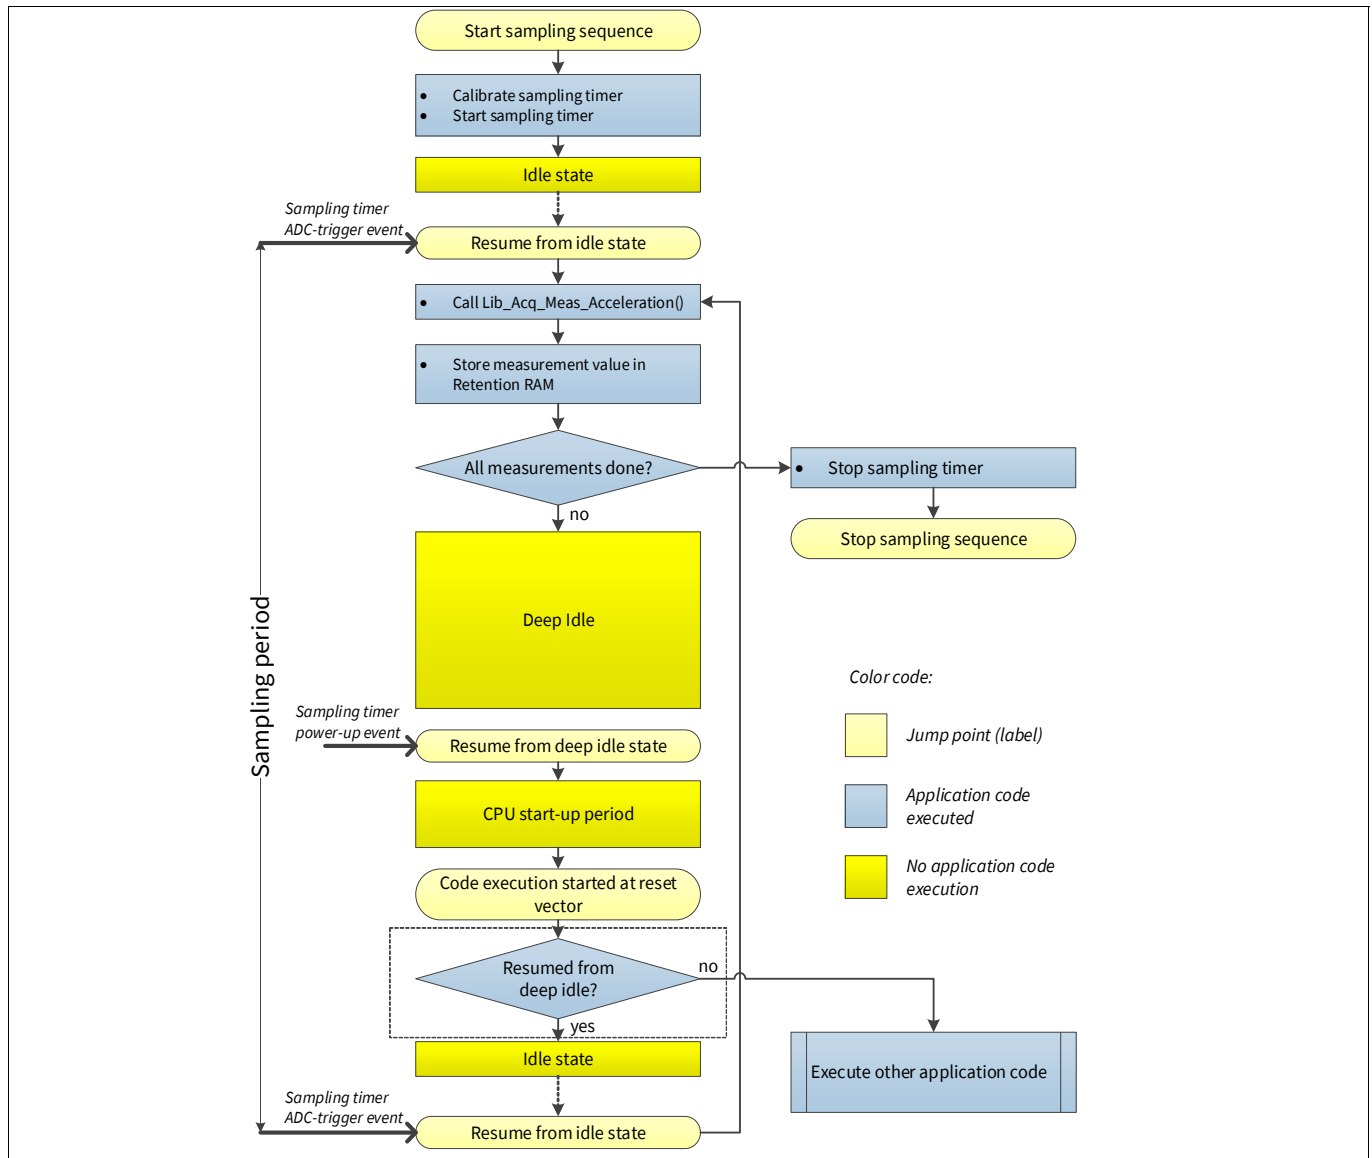 Start sampling sequence
• Calibrate sampling timer
• Start sampling timer
Idle state
Sampling timer
ADC-trigger event
Resume from idle state
• Call Lib_Acq_Meas_Acceleration()
• Store measurement value in
Retention RAM
All measurements done?
no
• Stop sampling timer
Stop sampling sequence
Deep Idle
Sampling period
Sampling timer
power-up event
Resume from deep idle state
CPU start-up period
Code execution started at reset
vector
Resumed from
deep idle?
no
yes
Idle state
Execute other application code
Sampling timer
ADC-trigger event
Resume from idle state
Color code:
Jump point (label)
Application code
executed
No application code
execution